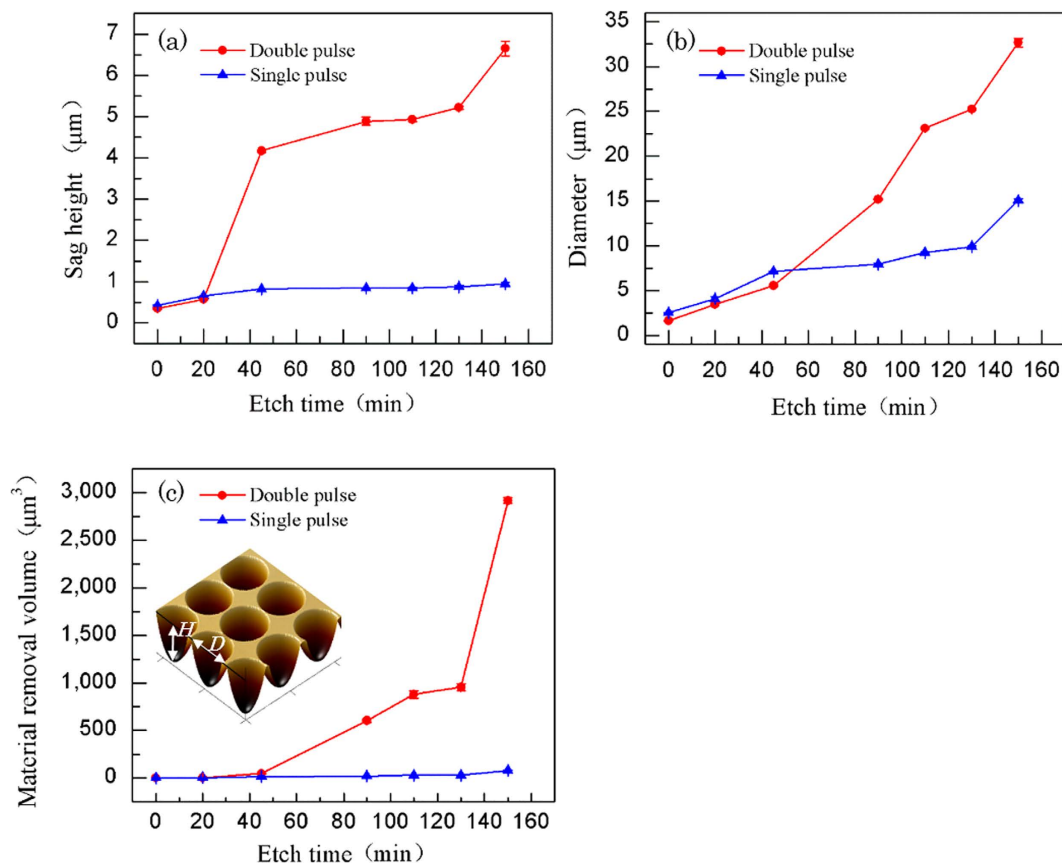 (a)
Double pulse
Single pulse
7
6
5
4
3
2
1
0
Sag height（μm）
0 20 40 60 80 100 120 140 160
Etch time（min）
(b)
Double pulse
Single pulse
35
30
25
20
15
10
5
0
Diameter（μm）
0 20 40 60 80 100 120 140 160
Etch time（min）
(c)
Double pulse
Single pulse
3,000
2,500
2,000
1,500
1,000
500
0
Material removal volume（μm³）
H
D
0 20 40 60 80 100 120 140 160
Etch time（min）